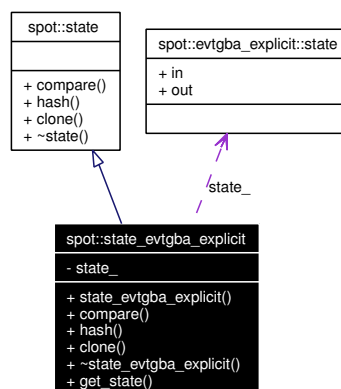 spot::state
+ compare()
+ hash()
+ clone()
+ ~state()
spot::evtgba_explicit::state
+ in
+ out
state_
spot::state_evtgba_explicit
- state_
+ state_evtgba_explicit()
+ compare()
+ hash()
+ clone()
+ ~state_evtgba_explicit()
+ get_state()